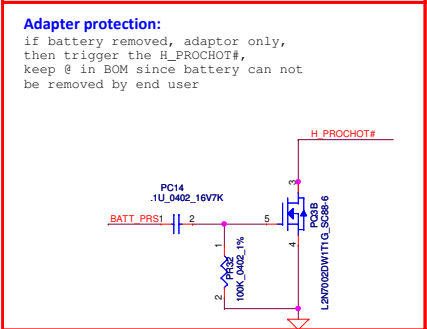 Adapter protection:
if battery removed, adaptor only,
then trigger the H_PROCHOT#,
keep @ in BOM since battery can not
be removed by end user
H_PROCHOT#
PC14
.1U_0402_16V7K
BATT_PRS
1
2
5
3
4
PQ3B
L2N7002DW1T1G_SC88-6
1
2
PR32
100K_0402_1%